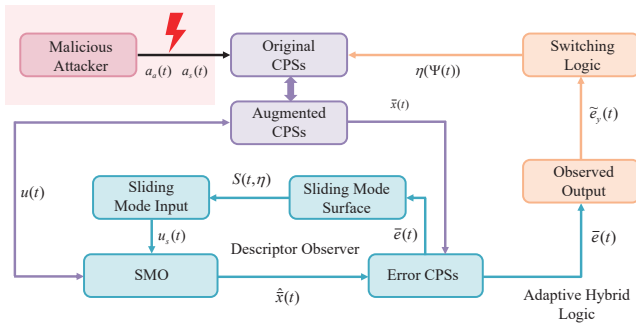 Malicious
Attacker
a_a(t) a_s(t)
Original
CPSs
η(Ψ(t))
Switching
Logic
Augmented
CPSs
x̄(t)
ẽ_y(t)
u(t)
Sliding
Mode Input
S(t,η)
Sliding Mode
Surface
Observed
Output
u_s(t)
Descriptor Observer
ē(t)
ē(t)
SMO
x̄̂(t)
Error CPSs
Adaptive Hybrid
Logic